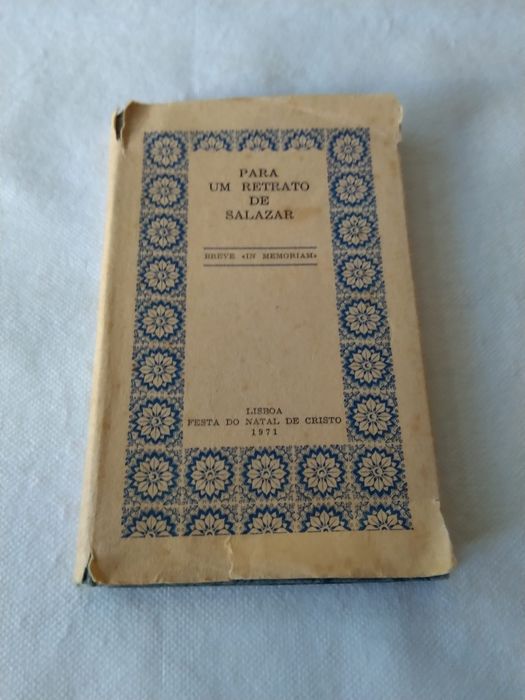 PARA
UM RETRATO
DE
SALAZAR
BREVE «IN MEMORIAM»
LISBOA
FESTA DO NATAL DE CRISTO
1971